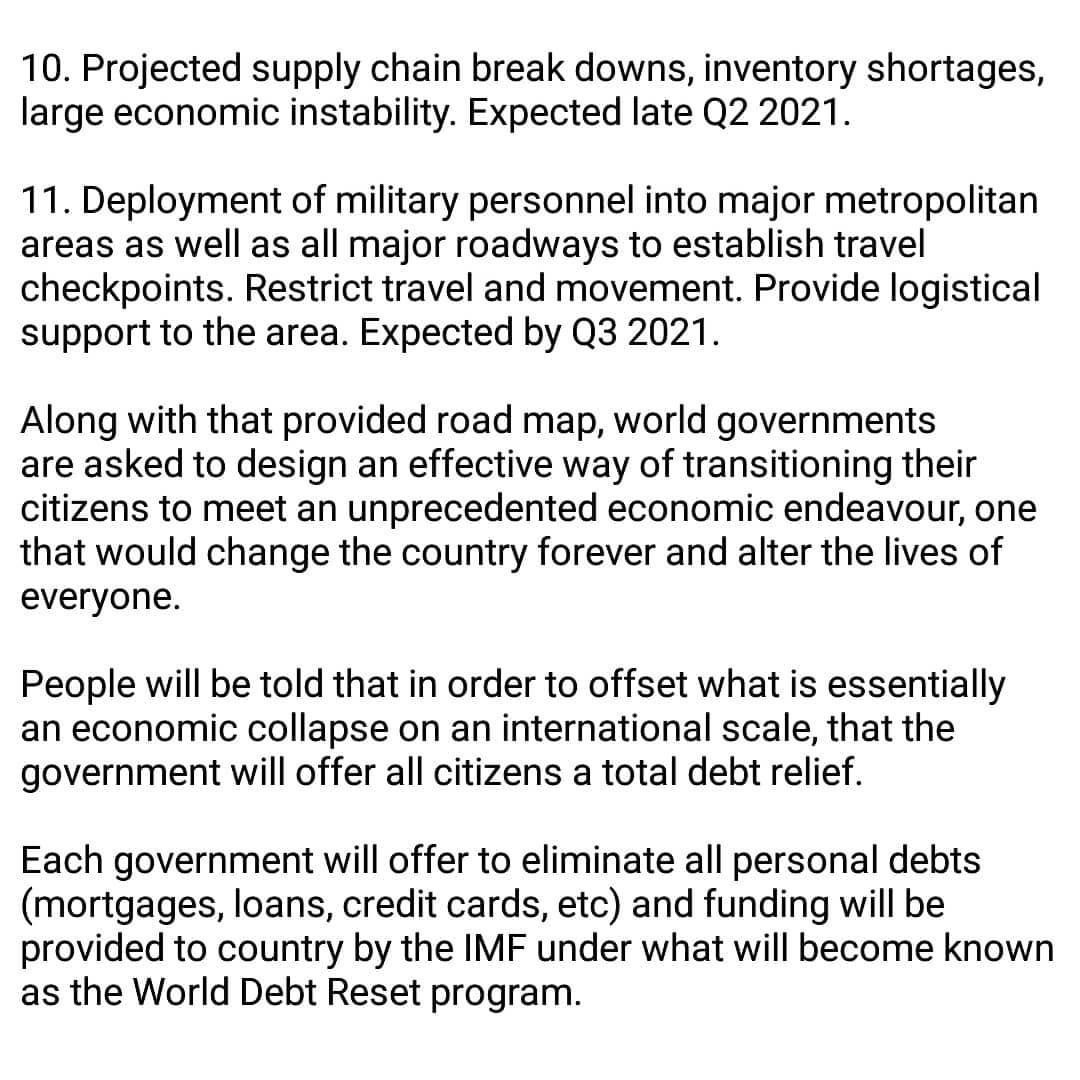 10. Projected supply chain break downs, inventory shortages,
large economic instability. Expected late Q2 2021.
11. Deployment of military personnel into major metropolitan
areas as well as all major roadways to establish travel
checkpoints. Restrict travel and movement. Provide logistical
support to the area. Expected by Q3 2021.
Along with that provided road map, world governments
are asked to design an effective way of transitioning their
citizens to meet an unprecedented economic endeavour, one
that would change the country forever and alter the lives of
everyone.
People will be told that in order to offset what is essentially
an economic collapse on an international scale, that the
government will offer all citizens a total debt relief.
Each government will offer to eliminate all personal debts
(mortgages, loans, credit cards, etc) and funding will be
provided to country by the IMF under what will become known
as the World Debt Reset program.